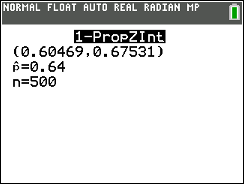 NORMAL FLOAT AUTO REAL RADIAN MP
1-PropZInt
(0.60469,0.67531)
p̂=0.64
n=500